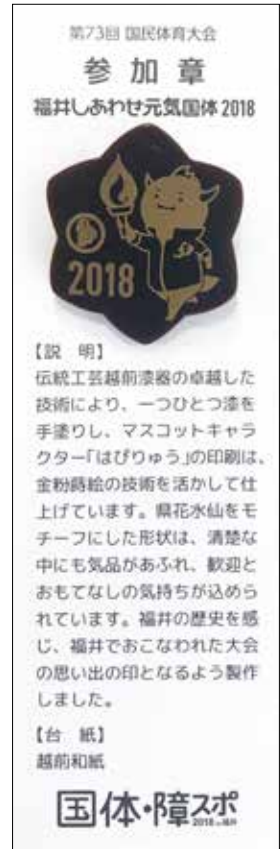 第73回 国民体育大会
参加章
福井しあわせ元気国体 2018
2018
【説 明】
伝統工芸越前漆器の卓越した
技術により、一つひとつ漆を
手塗りし、マスコットキャラ
クター「はぴりゅう」の印刷は、
金粉蒔絵の技術を活かして仕
上げています。県花水仙をモ
チーフにした形状は、清楚な
中にも気品があふれ、歓迎と
おもてなしの気持ちが込めら
れています。福井の歴史を感
じ、福井でおこなわれた大会
の思い出の印となるよう製作
しました。
【台 紙】
越前和紙
国体・障スポ
2018 in 福井